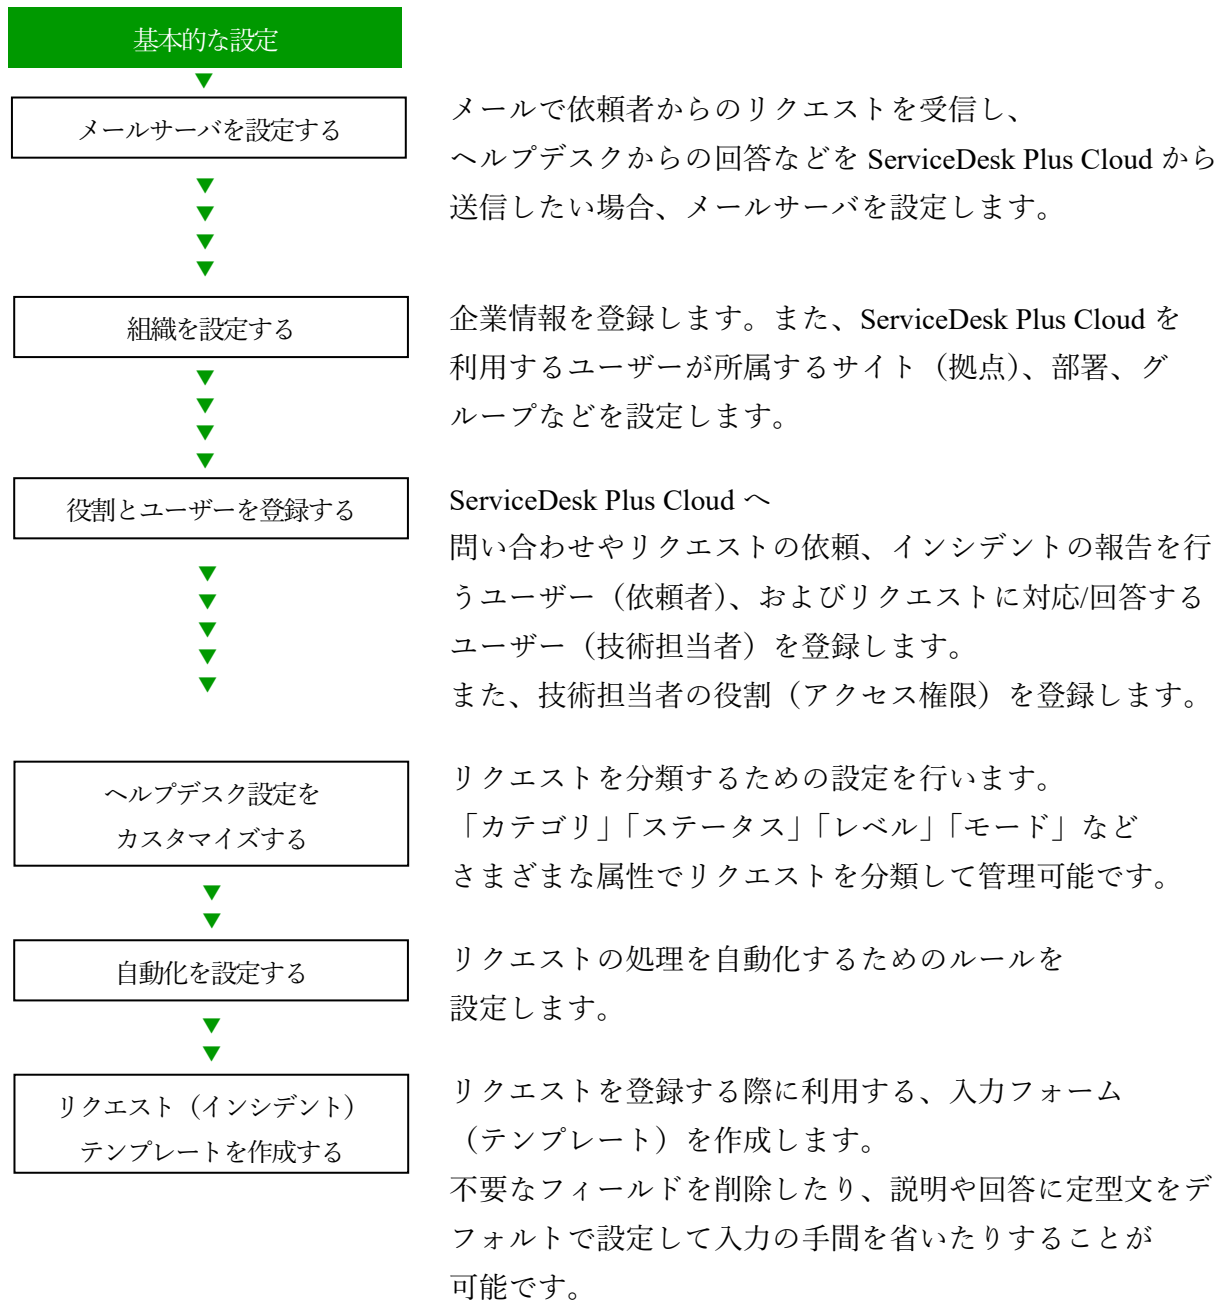 基本的な設定
▼
メールサーバを設定する
メールで依頼者からのリクエストを受信し、
ヘルプデスクからの回答などを ServiceDesk Plus Cloud から
送信したい場合、メールサーバを設定します。
▼
▼
▼
▼
組織を設定する
企業情報を登録します。また、ServiceDesk Plus Cloud を
利用するユーザーが所属するサイト（拠点）、部署、グ
ループなどを設定します。
▼
▼
▼
▼
役割とユーザーを登録する
ServiceDesk Plus Cloud へ
問い合わせやリクエストの依頼、インシデントの報告を行
うユーザー（依頼者）、およびリクエストに対応/回答する
ユーザー（技術担当者）を登録します。
また、技術担当者の役割（アクセス権限）を登録します。
▼
▼
▼
▼
▼
ヘルプデスク設定を
カスタマイズする
リクエストを分類するための設定を行います。
「カテゴリ」「ステータス」「レベル」「モード」など
さまざまな属性でリクエストを分類して管理可能です。
▼
▼
自動化を設定する
リクエストの処理を自動化するためのルールを
設定します。
▼
▼
リクエスト（インシデント）
テンプレートを作成する
リクエストを登録する際に利用する、入力フォーム
（テンプレート）を作成します。
不要なフィールドを削除したり、説明や回答に定型文をデ
フォルトで設定して入力の手間を省いたりすることが
可能です。